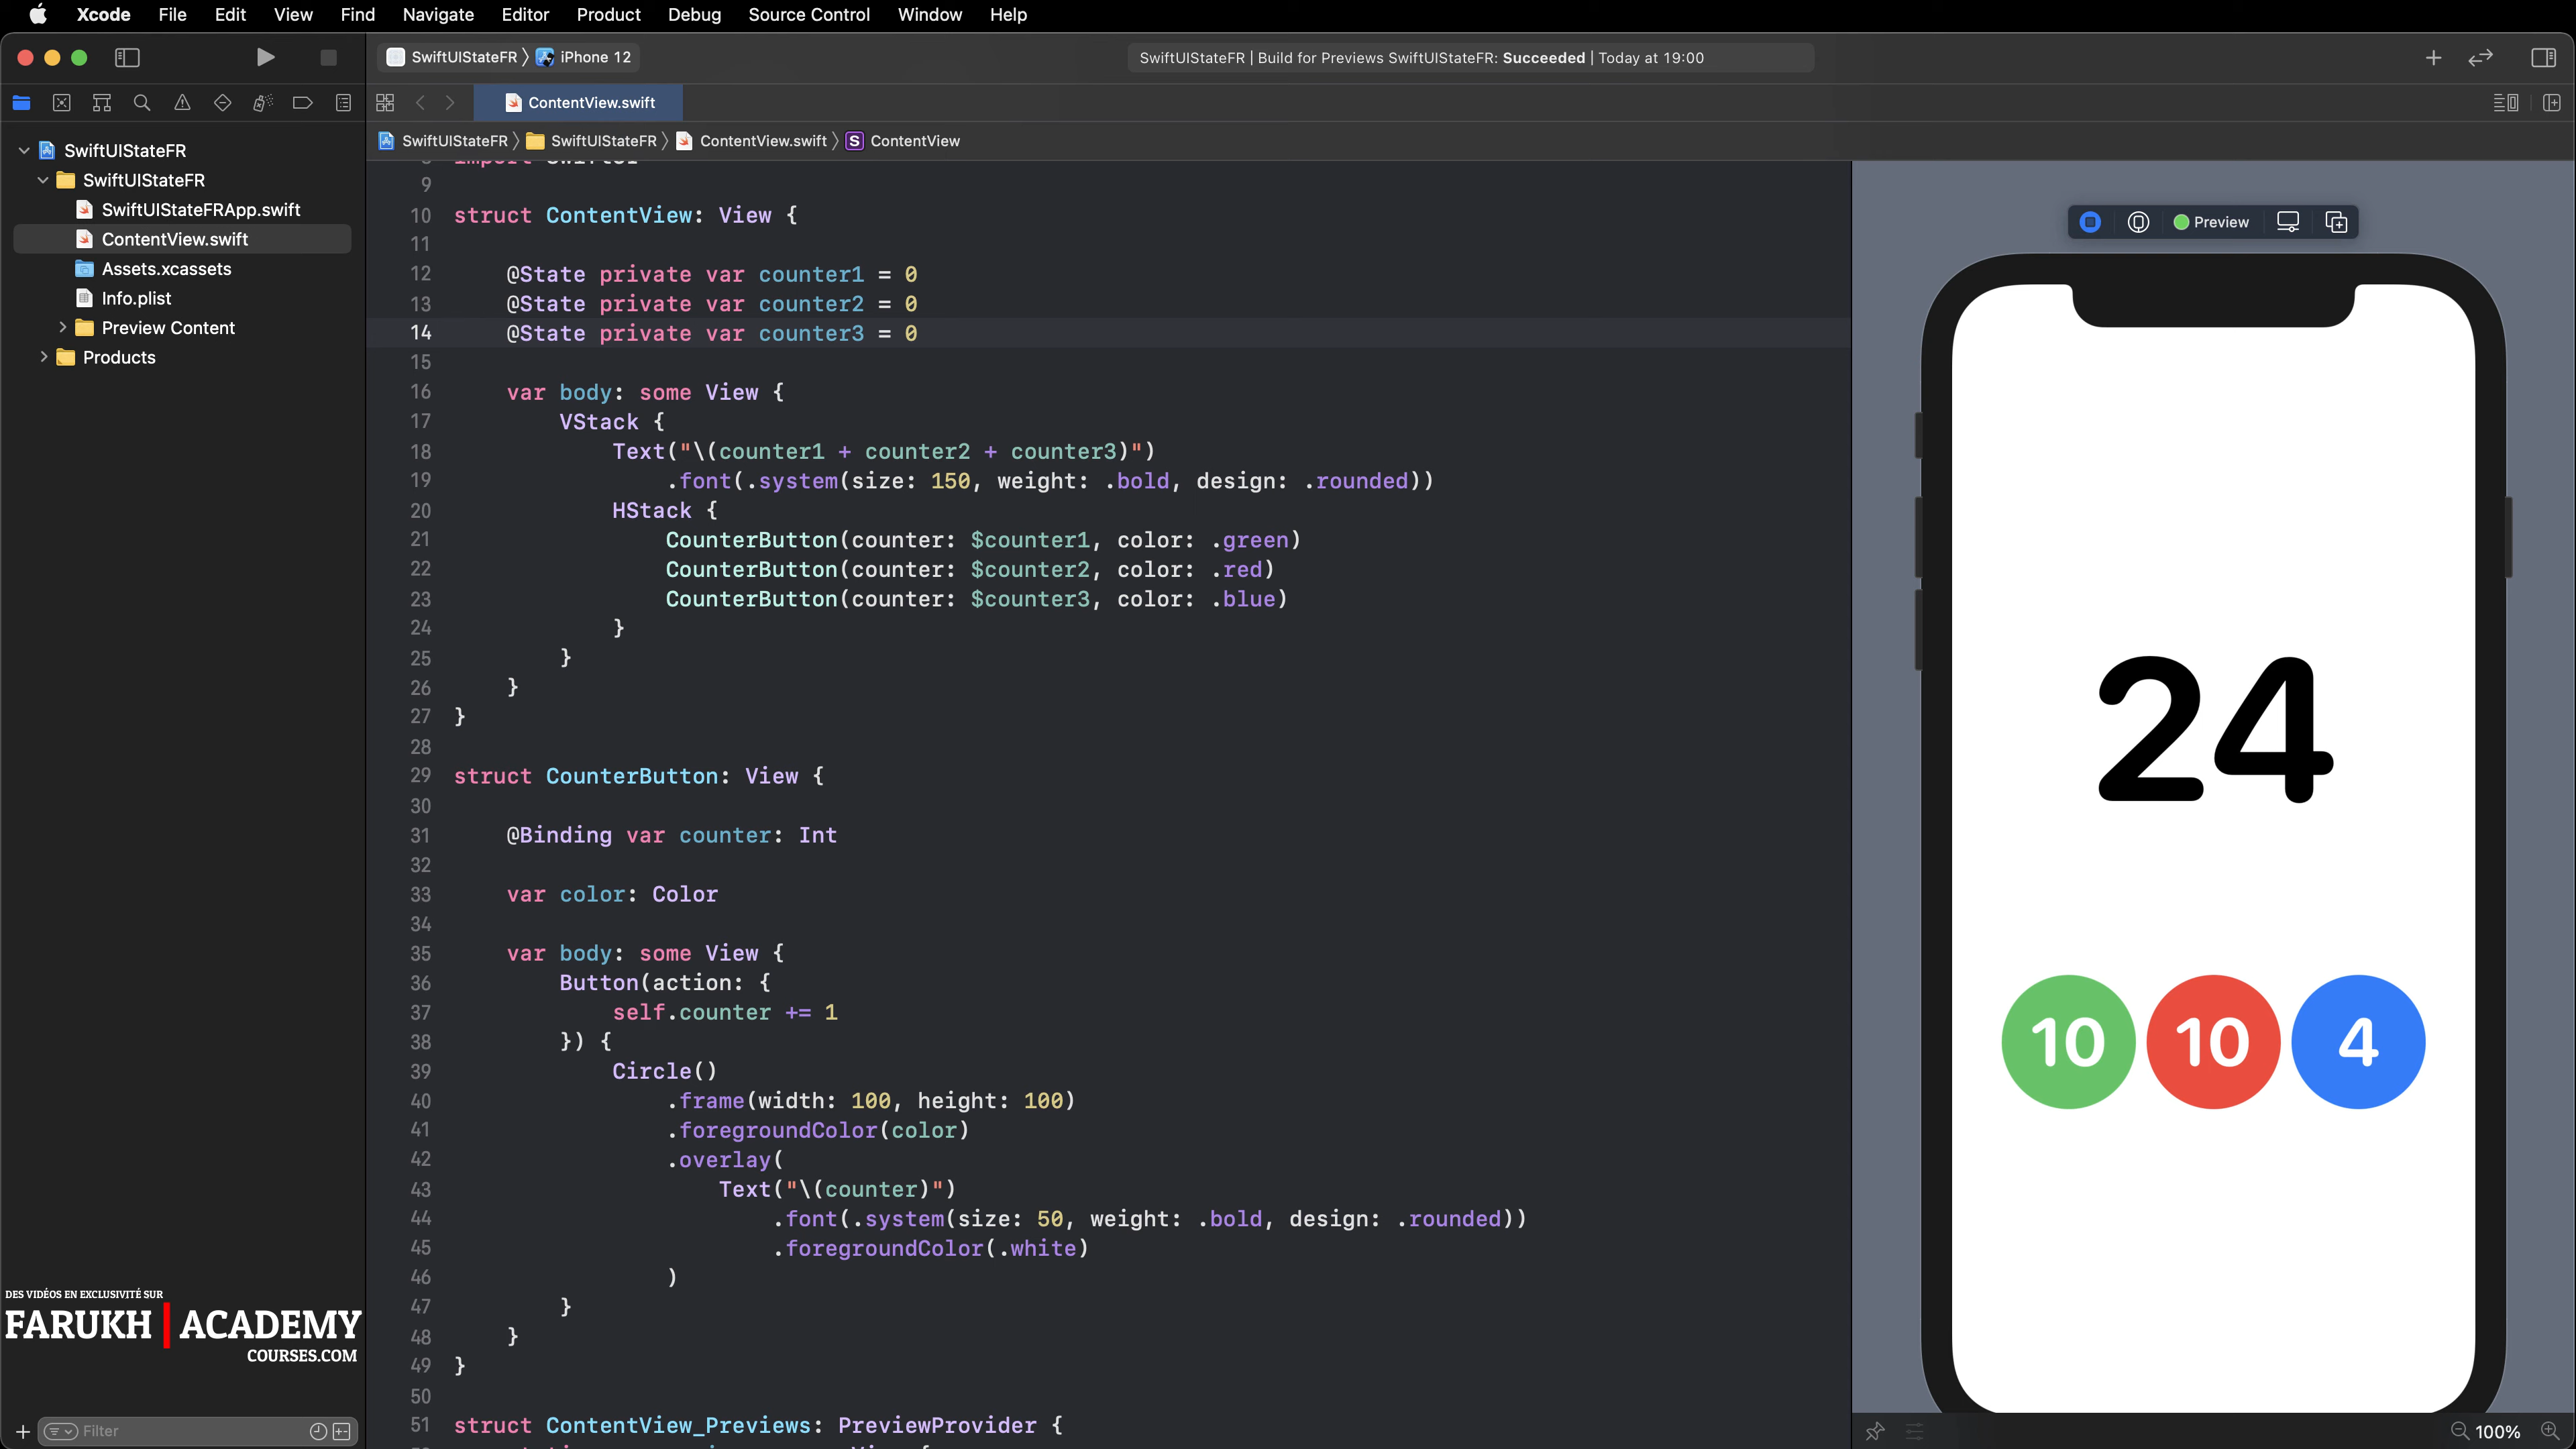 Xcode File Edit View Find Navigate Editor Product Debug Source Control Window Help
SwiftUIStateFR iPhone 12
SwiftUIStateFR | Build for Previews SwiftUIStateFR: Succeeded | Today at 19:00
ContentView.swift
SwiftUIStateFR SwiftUIStateFR ContentView.swift S ContentView
SwiftUIStateFR
SwiftUIStateFR
SwiftUIStateFRApp.swift
ContentView.swift
Assets.xcassets
Info.plist
Preview Content
Products
DES VIDÉOS EN EXCLUSIVITÉ SUR
FARUKH | ACADEMY
COURSES.COM
Filter
9
10 struct ContentView: View {
11
12 @State private var counter1 = 0
13 @State private var counter2 = 0
14 @State private var counter3 = 0
15
16 var body: some View {
17 VStack {
18 Text("\(counter1 + counter2 + counter3)")
19 .font(.system(size: 150, weight: .bold, design: .rounded))
20 HStack {
21 CounterButton(counter: $counter1, color: .green)
22 CounterButton(counter: $counter2, color: .red)
23 CounterButton(counter: $counter3, color: .blue)
24 }
25 }
26 }
27 }
28
29 struct CounterButton: View {
30
31 @Binding var counter: Int
32
33 var color: Color
34
35 var body: some View {
36 Button(action: {
37 self.counter += 1
38 }) {
39 Circle()
40 .frame(width: 100, height: 100)
41 .foregroundColor(color)
42 .overlay(
43 Text("\(counter)")
44 .font(.system(size: 50, weight: .bold, design: .rounded))
45 .foregroundColor(.white)
46 )
47 }
48 }
49 }
50
51 struct ContentView_Previews: PreviewProvider {
Preview
24
10 10 4
100%